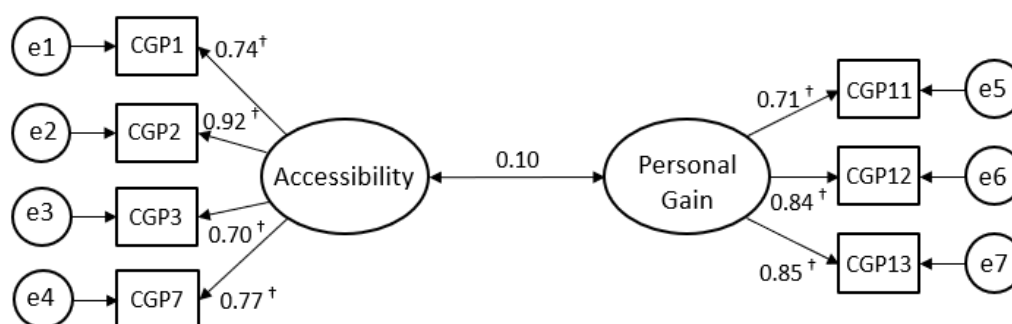 e1
CGP1
0.74†
e2
CGP2
0.92†
e3
CGP3
0.70†
e4
CGP7
0.77†
Accessibility
0.10
Personal
Gain
0.71†
CGP11
e5
0.84†
CGP12
e6
0.85†
CGP13
e7